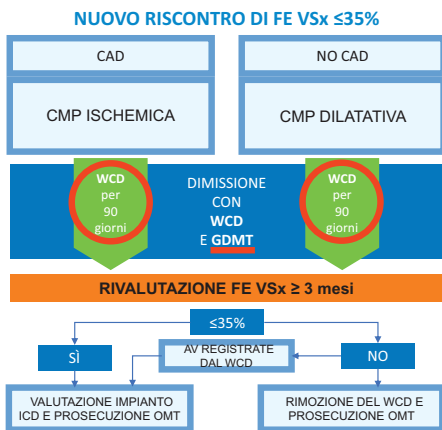 NUOVO RISCONTRO DI FE VSx ≤35%
CAD
NO CAD
CMP ISCHEMICA
CMP DILATATIVA
WCD
per
90
giorni
DIMISSIONE
CON
WCD
E GDMT
WCD
per
90
giorni
RIVALUTAZIONE FE VSx ≥ 3 mesi
≤35%
SÌ
AV REGISTRATE
DAL WCD
NO
VALUTAZIONE IMPIANTO
ICD E PROSECUZIONE OMT
RIMOZIONE DEL WCD E
PROSECUZIONE OMT